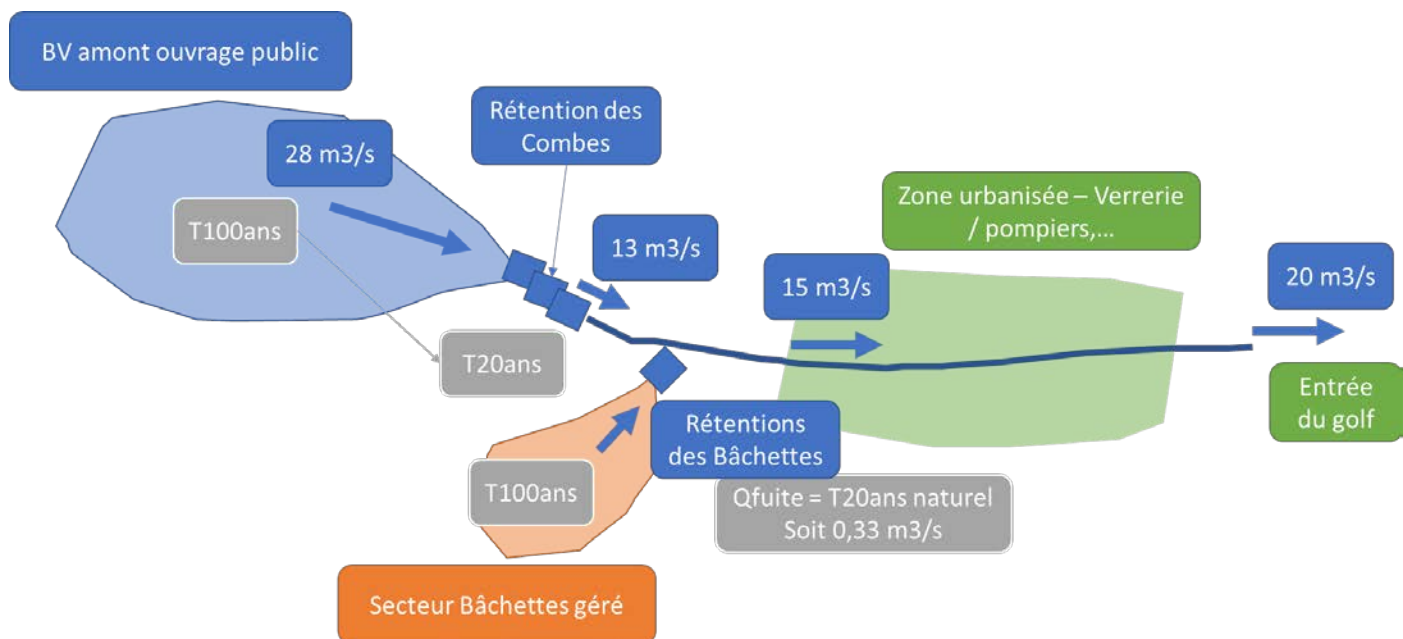 BV amont ouvrage public
28 m3/s
T100ans
Rétention des
Combes
13 m3/s
T20ans
Zone urbanisée – Verrerie
/ pompiers,...
15 m3/s
20 m3/s
Entrée
du golf
Rétentions
des Bâchettes
T100ans
Qfuite = T20ans naturel
Soit 0,33 m3/s
Secteur Bâchettes géré